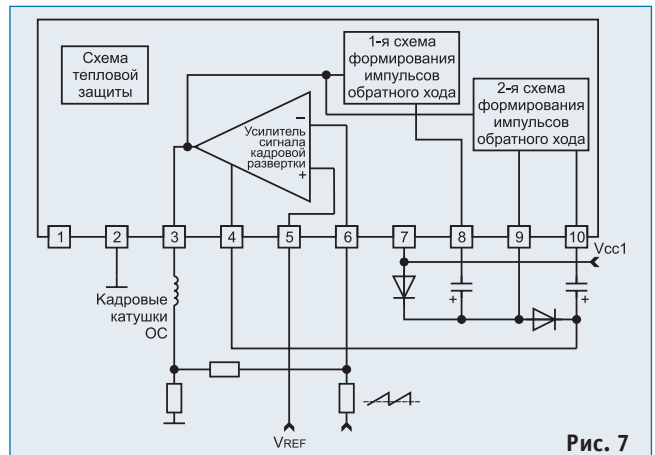 Схема
тепловой
защиты
1-я схема
формирования
импульсов
обратного хода
2-я схема
формирования
импульсов
обратного хода
–
Усилитель
сигнала
кадровой
развертки
+
1 2 3 4 5 6 7 8 9 10
Vcc1
Кадровые
катушки
ОС
+ +
VREF
Рис. 7